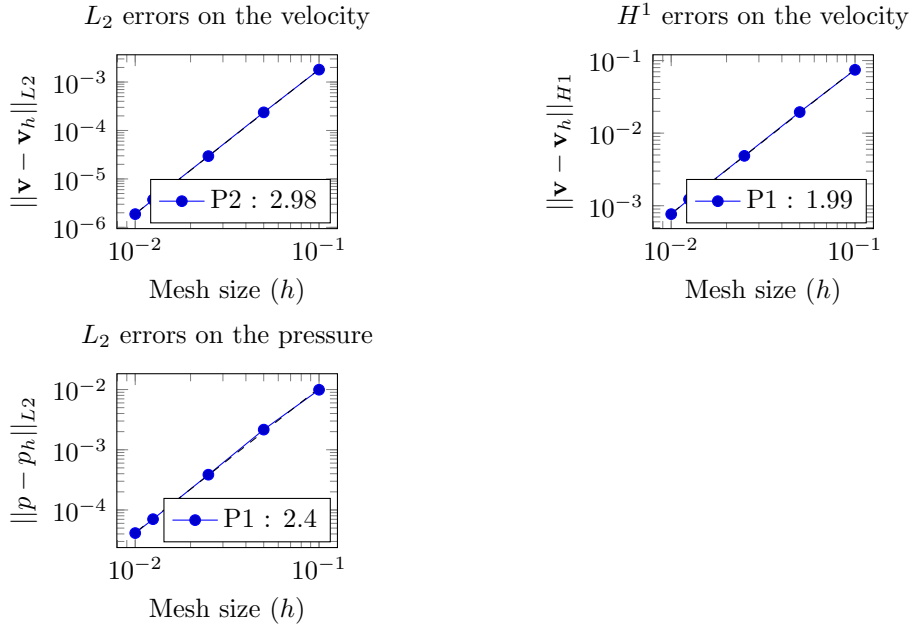 L₂ errors on the velocity
||v − vₕ||L2
10⁻³
10⁻⁴
10⁻⁵
10⁻⁶
P2 : 2.98
10⁻² 10⁻¹
Mesh size (h)
H¹ errors on the velocity
||v − vₕ||H1
10⁻¹
10⁻²
10⁻³
P1 : 1.99
10⁻² 10⁻¹
Mesh size (h)
L₂ errors on the pressure
||p − pₕ||L2
10⁻²
10⁻³
10⁻⁴
P1 : 2.4
10⁻² 10⁻¹
Mesh size (h)